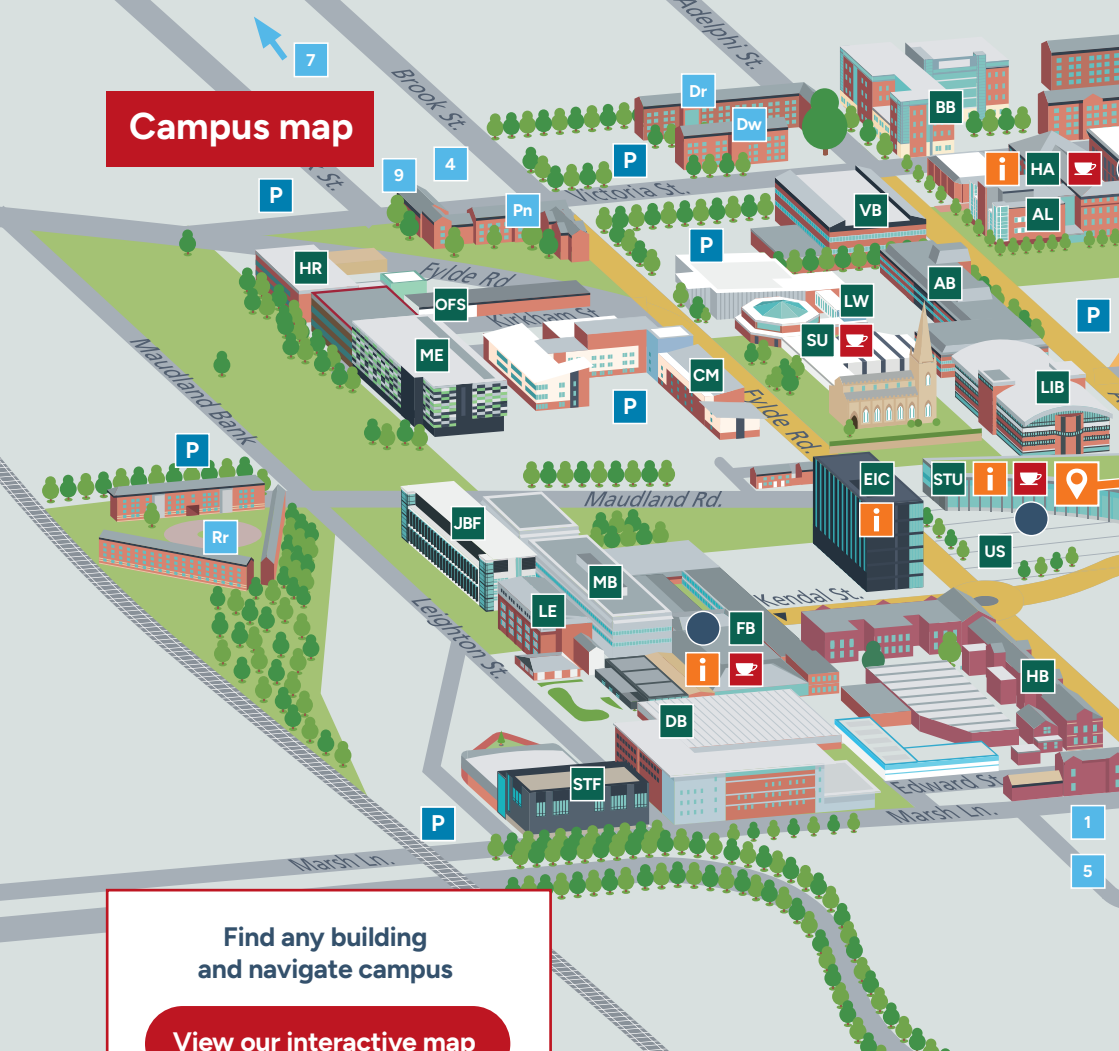 7
Campus map
Brook St.
Adelphi St.
k St.
Dr
Dw
BB
P
9
4
P
Pn
Victoria St.
VB
i
HA
AL
HR
Fylde Rd
P
OFS
Kirkham St.
LW
AB
P
ME
SU
CM
LIB
P
Fylde Rd.
Maudland Bank
P
Maudland Rd.
EIC
STU
i
i
Rr
JBF
US
MB
LE
Kendal St.
FB
Leighton St.
i
HB
DB
STF
Edward St.
Marsh Ln.
P
1
Marsh Ln.
5
Find any building
and navigate campus
View our interactive map